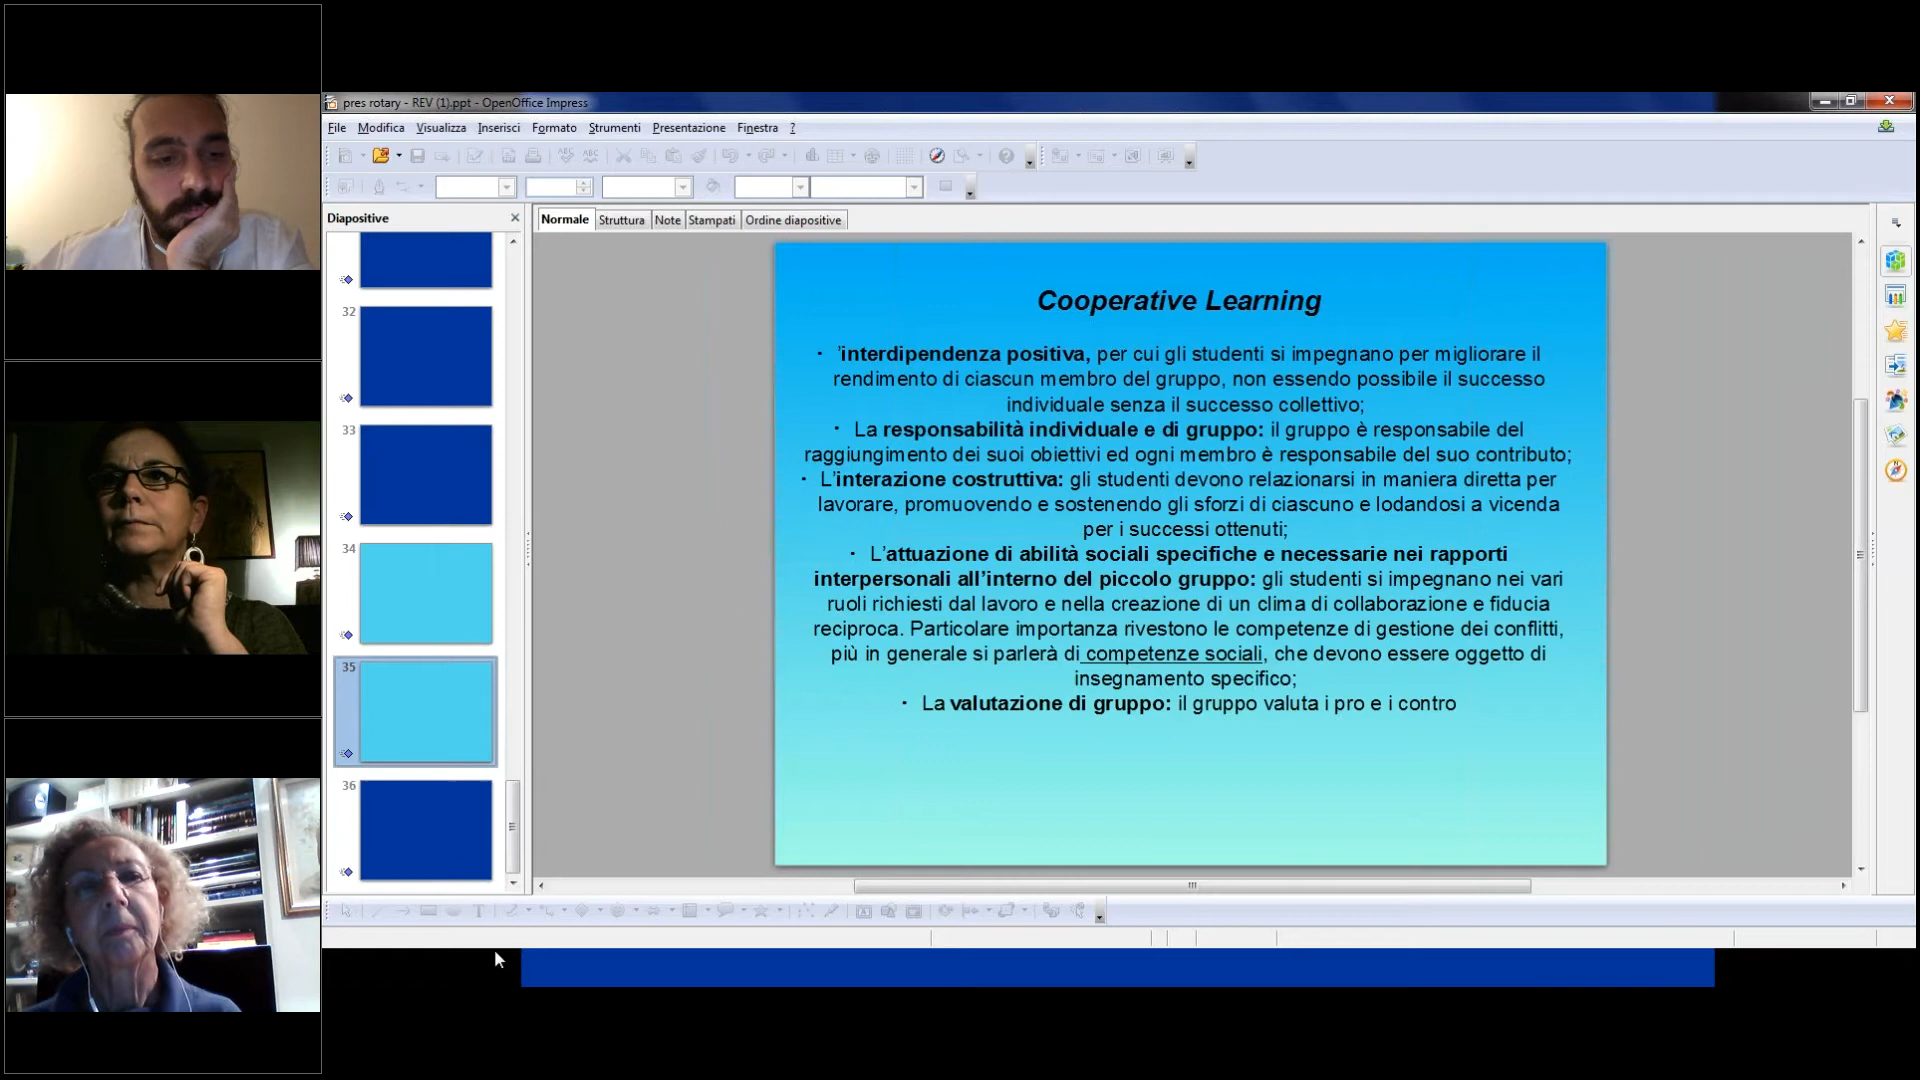 pres rotary - REV (1).ppt - OpenOffice Impress
File Modifica Visualizza Inserisci Formato Strumenti Presentazione Finestra ?
Diapositive
Normale Struttura Note Stampati Ordine diapositive
32
33
34
35
36
Cooperative Learning
• 'interdipendenza positiva, per cui gli studenti si impegnano per migliorare il
rendimento di ciascun membro del gruppo, non essendo possibile il successo
individuale senza il successo collettivo;
• La responsabilità individuale e di gruppo: il gruppo è responsabile del
raggiungimento dei suoi obiettivi ed ogni membro è responsabile del suo contributo;
• L'interazione costruttiva: gli studenti devono relazionarsi in maniera diretta per
lavorare, promuovendo e sostenendo gli sforzi di ciascuno e lodandosi a vicenda
per i successi ottenuti;
• L'attuazione di abilità sociali specifiche e necessarie nei rapporti
interpersonali all'interno del piccolo gruppo: gli studenti si impegnano nei vari
ruoli richiesti dal lavoro e nella creazione di un clima di collaborazione e fiducia
reciproca. Particolare importanza rivestono le competenze di gestione dei conflitti,
più in generale si parlerà di competenze sociali, che devono essere oggetto di
insegnamento specifico;
• La valutazione di gruppo: il gruppo valuta i pro e i contro